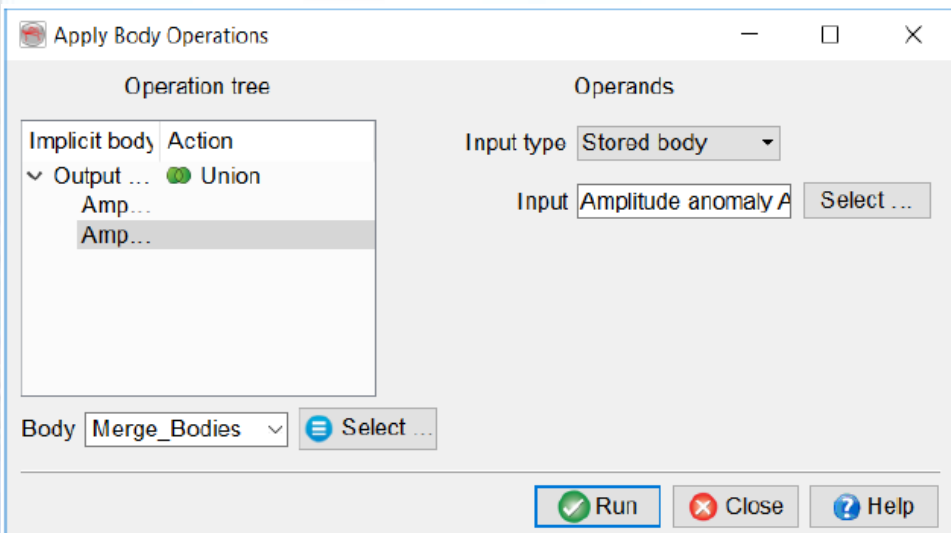 Apply Body Operations
Operation tree
Operands
Implicit body Action
Output ... Union
Amp...
Amp...
Input type Stored body
Input Amplitude anomaly A Select ...
Body Merge_Bodies Select ...
Run Close Help